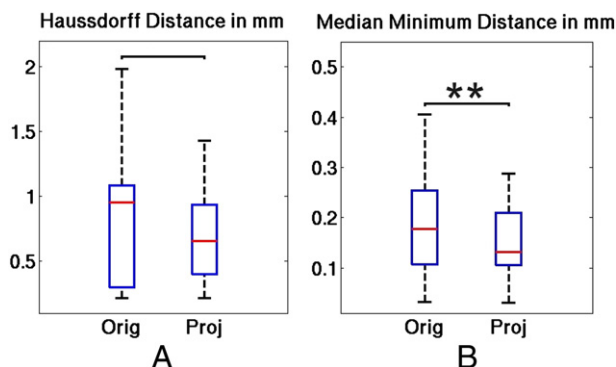 Haussdorff Distance in mm
2
1.5
1
0.5
Orig Proj
A
Median Minimum Distance in mm
0.5
0.4
0.3
0.2
0.1
**
Orig Proj
B